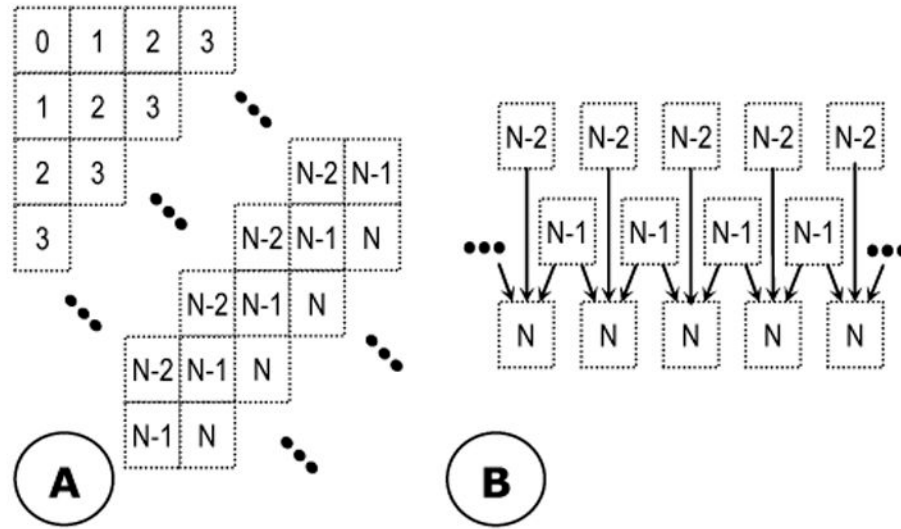 0 1 2 3
1 2 3
2 3
3
N-2 N-1
N-2 N-1 N
N-2 N-1 N
N-2 N-1 N
N-1 N
A
N-2 N-2 N-2 N-2 N-2
N-1 N-1 N-1 N-1
N N N N N
B